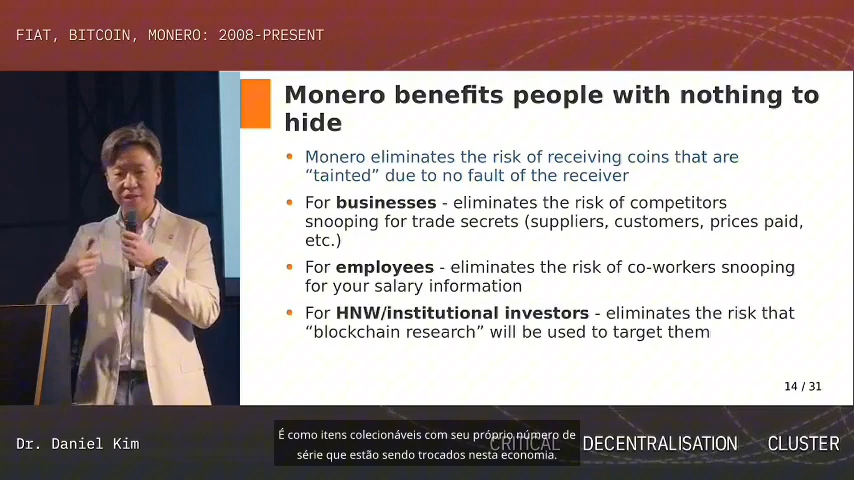 FIAT, BITCOIN, MONERO: 2008-PRESENT
Monero benefits people with nothing to
hide
• Monero eliminates the risk of receiving coins that are
“tainted” due to no fault of the receiver
• For businesses - eliminates the risk of competitors
snooping for trade secrets (suppliers, customers, prices paid,
etc.)
• For employees - eliminates the risk of co-workers snooping
for your salary information
• For HNW/institutional investors - eliminates the risk that
“blockchain research” will be used to target them
14 / 31
Dr. Daniel Kim
É como itens colecionáveis com seu próprio número de
série que estão sendo trocados nesta economia.
CRITICAL DECENTRALISATION CLUSTER